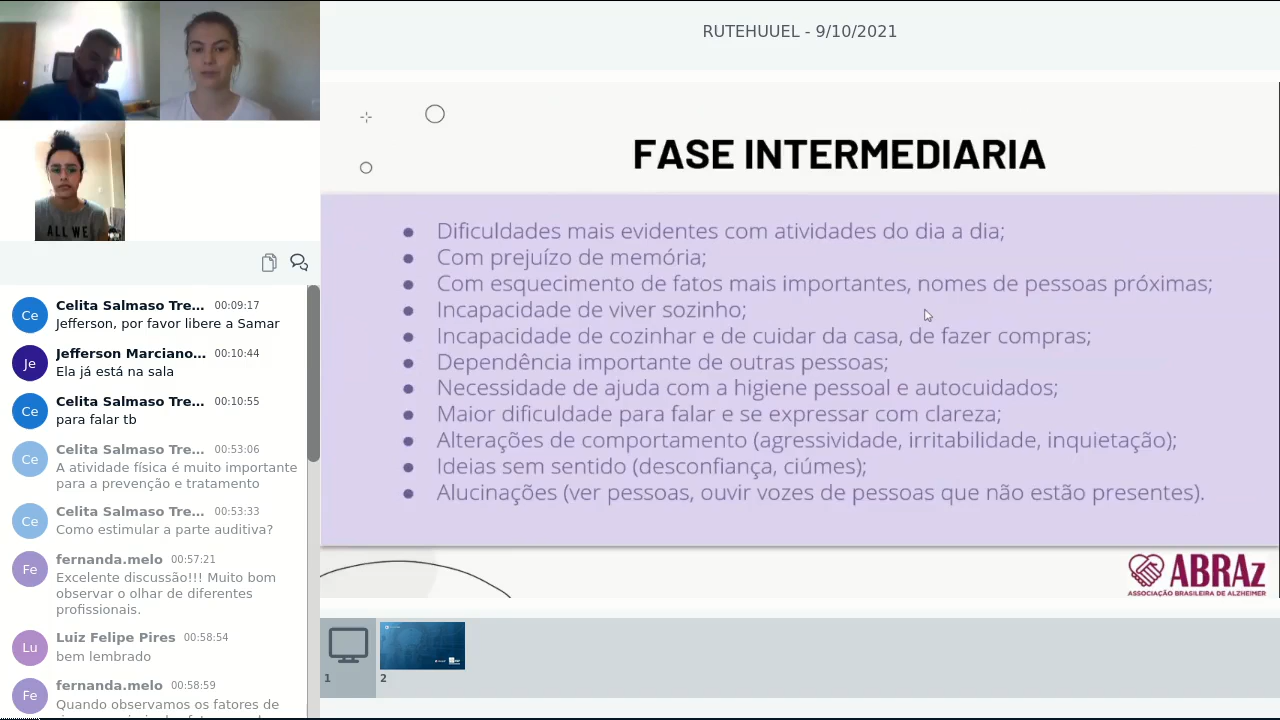 RUTEHUUEL - 9/10/2021
ALL WE
Celita Salmaso Tre... 00:09:17
Jefferson, por favor libere a Samar
Jefferson Marciano... 00:10:44
Ela já está na sala
Celita Salmaso Tre... 00:10:55
para falar tb
Celita Salmaso Tre... 00:53:06
A atividade física é muito importante
para a prevenção e tratamento
Celita Salmaso Tre... 00:53:33
Como estimular a parte auditiva?
fernanda.melo 00:57:21
Excelente discussão!!! Muito bom
observar o olhar de diferentes
profissionais.
Luiz Felipe Pires 00:58:54
bem lembrado
fernanda.melo 00:58:59
Quando observamos os fatores de
Ce
Je
Ce
Ce
Ce
Fe
Lu
Fe
FASE INTERMEDIARIA
● Dificuldades mais evidentes com atividades do dia a dia;
● Com prejuízo de memória;
● Com esquecimento de fatos mais importantes, nomes de pessoas próximas;
● Incapacidade de viver sozinho;
● Incapacidade de cozinhar e de cuidar da casa, de fazer compras;
● Dependência importante de outras pessoas;
● Necessidade de ajuda com a higiene pessoal e autocuidados;
● Maior dificuldade para falar e se expressar com clareza;
● Alterações de comportamento (agressividade, irritabilidade, inquietação);
● Ideias sem sentido (desconfiança, ciúmes);
● Alucinações (ver pessoas, ouvir vozes de pessoas que não estão presentes).
ABRAz
ASSOCIAÇÃO BRASILEIRA DE ALZHEIMER
1
2